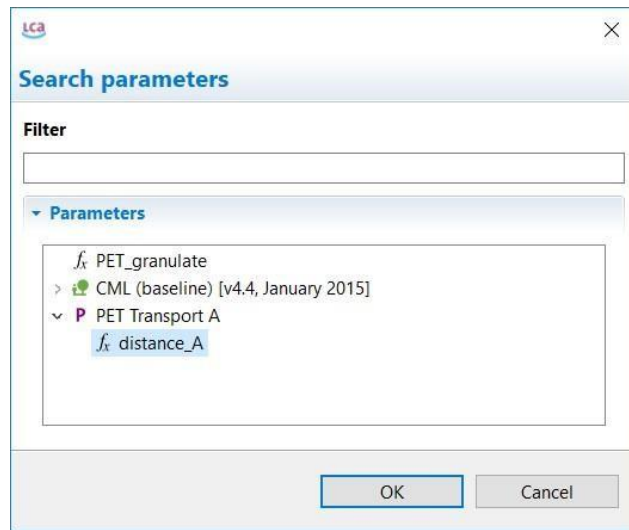 LCA
Search parameters
Filter
Parameters
fx PET_granulate
CML (baseline) [v4.4, January 2015]
P PET Transport A
fx distance_A
OK Cancel